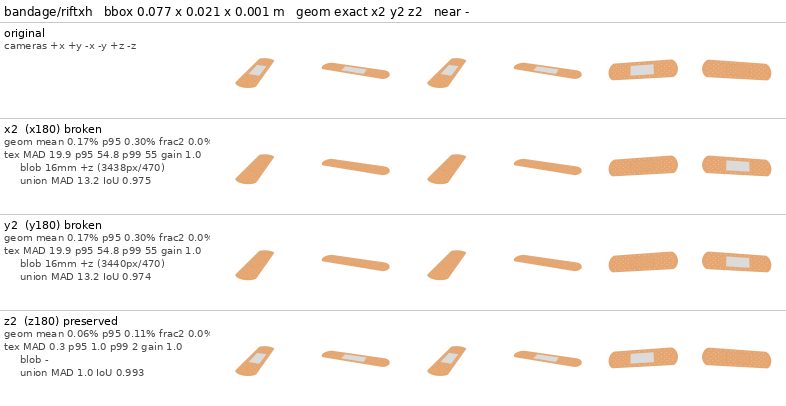 bandage/riftxh bbox 0.077 x 0.021 x 0.001 m geom exact x2 y2 z2 near -
original
cameras +x +y -x -y +z -z
x2 (x180) broken
geom mean 0.17% p95 0.30% frac2 0.0%
tex MAD 19.9 p95 54.8 p99 55 gain 1.0
blob 16mm +z (3438px/470)
union MAD 13.2 IoU 0.975
y2 (y180) broken
geom mean 0.17% p95 0.30% frac2 0.0%
tex MAD 19.9 p95 54.8 p99 55 gain 1.0
blob 16mm +z (3440px/470)
union MAD 13.2 IoU 0.974
z2 (z180) preserved
geom mean 0.06% p95 0.11% frac2 0.0%
tex MAD 0.3 p95 1.0 p99 2 gain 1.0
blob -
union MAD 1.0 IoU 0.993